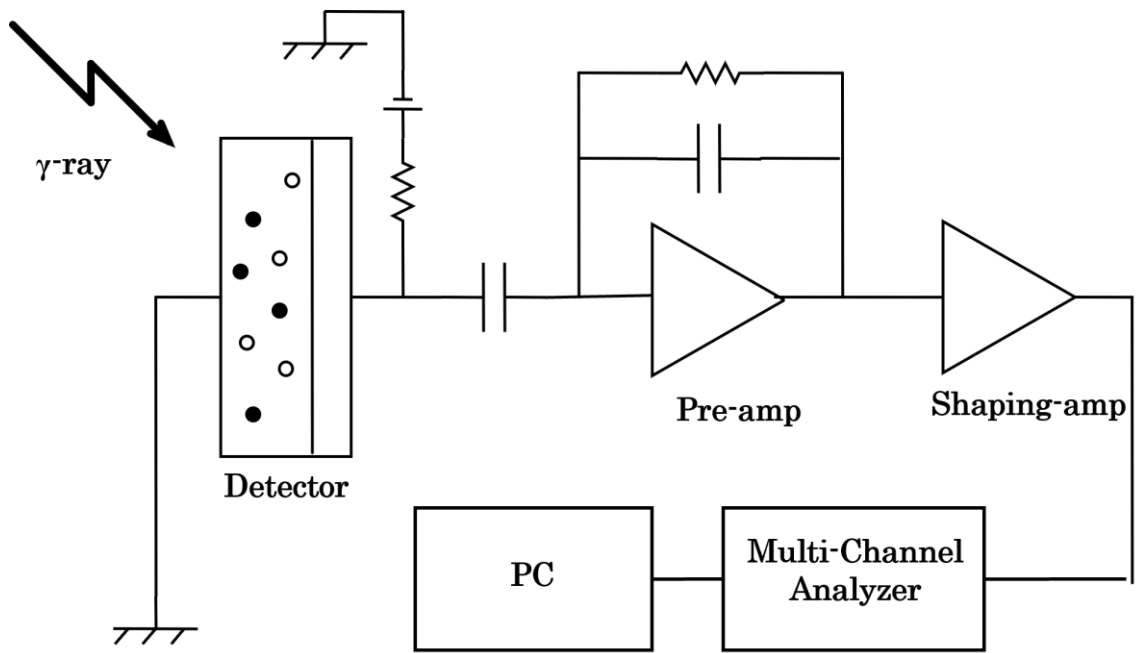 γ-ray
Detector
Pre-amp
Shaping-amp
PC
Multi-Channel
Analyzer